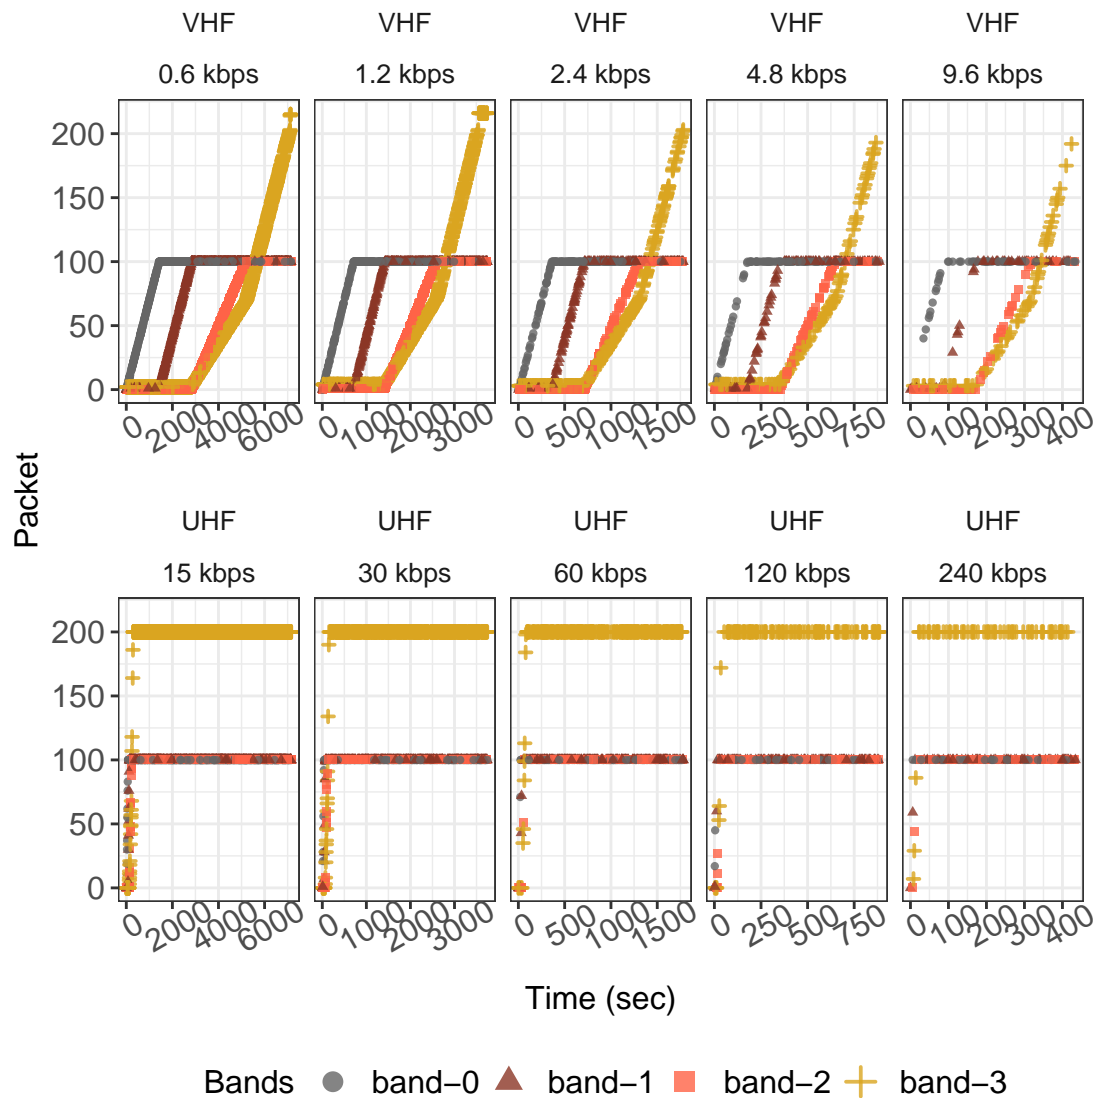 VHF VHF VHF VHF VHF
0.6 kbps 1.2 kbps 2.4 kbps 4.8 kbps 9.6 kbps
200
150
100
50
0
0 2000 4000 6000 0 1000 2000 3000 0 500 1000 1500 0 250 500 750 0 100 200 300 400
Packet
UHF UHF UHF UHF UHF
15 kbps 30 kbps 60 kbps 120 kbps 240 kbps
200
150
100
50
0
0 2000 4000 6000 0 1000 2000 3000 0 500 1000 1500 0 250 500 750 0 100 200 300 400
Time (sec)
Bands band−0 band−1 band−2 band−3